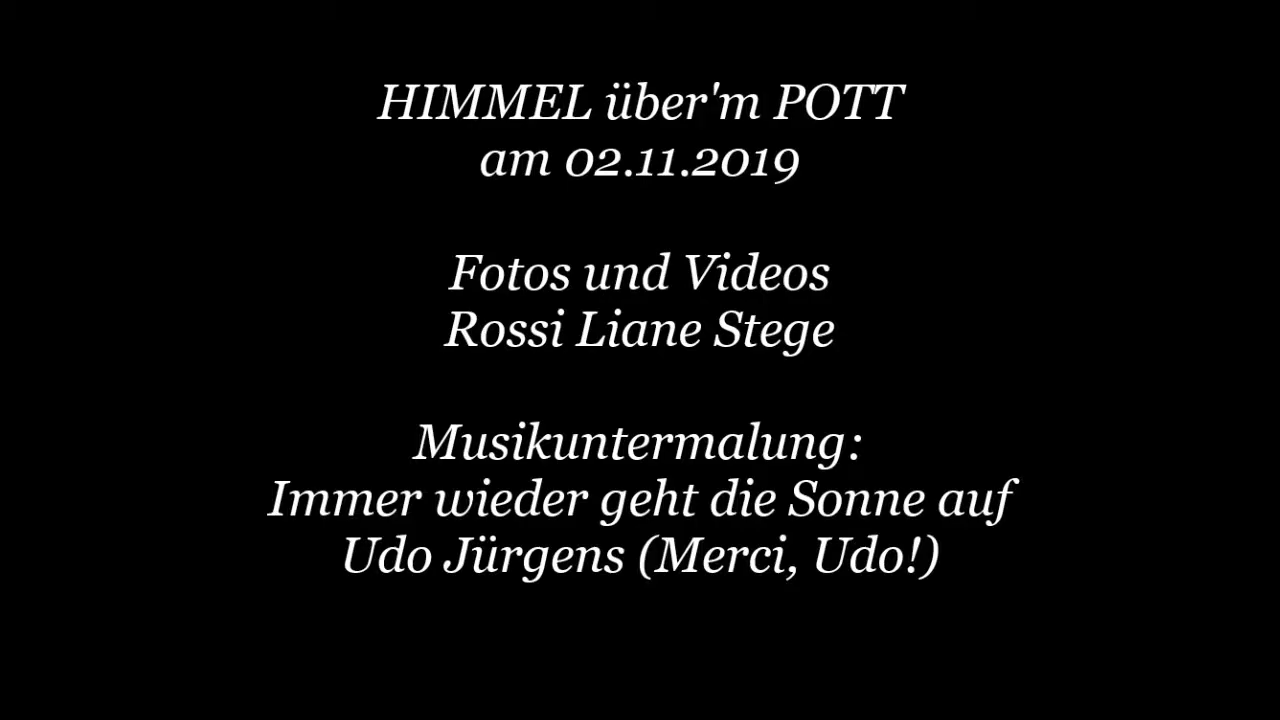 HIMMEL über'm POTT
am 02.11.2019
Fotos und Videos
Rossi Liane Stege
Musikuntermalung:
Immer wieder geht die Sonne auf
Udo Jürgens (Merci, Udo!)